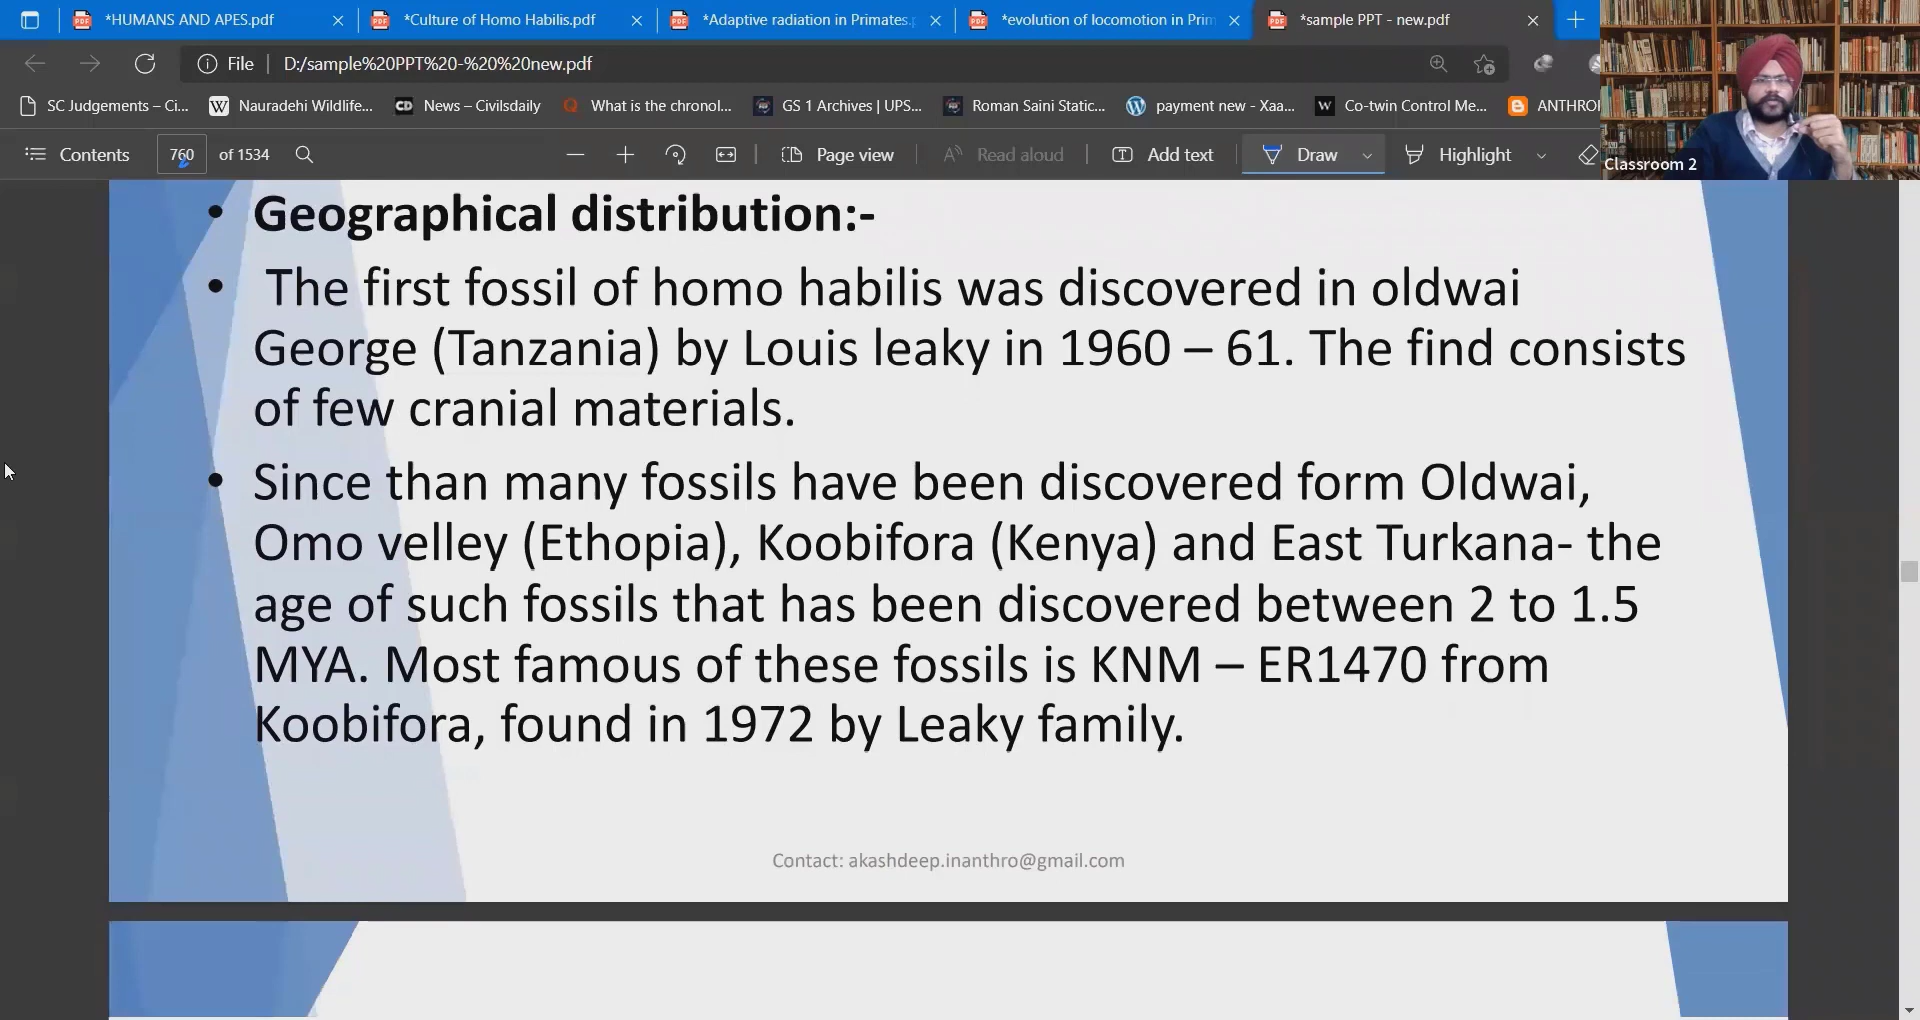 *HUMANS AND APES.pdf
*Culture of Homo Habilis.pdf
*Adaptive radiation in Primates.
*evolution of locomotion in Prim
*sample PPT - new.pdf
File
D:/sample%20PPT%20-%20%20new.pdf
SC Judgements – Ci...
Nauradehi Wildlife...
CD
News – Civilsdaily
What is the chronol...
GS 1 Archives | UPS...
Roman Saini Static...
payment new - Xaa...
Co-twin Control Me...
ANTHRO
Contents
760
of 1534
Page view
Read aloud
Add text
Draw
Highlight
Classroom 2
• Geographical distribution:-
• The first fossil of homo habilis was discovered in oldwai
George (Tanzania) by Louis leaky in 1960 – 61. The find consists
of few cranial materials.
• Since than many fossils have been discovered form Oldwai,
Omo velley (Ethopia), Koobifora (Kenya) and East Turkana- the
age of such fossils that has been discovered between 2 to 1.5
MYA. Most famous of these fossils is KNM – ER1470 from
Koobifora, found in 1972 by Leaky family.
Contact: akashdeep.inanthro@gmail.com